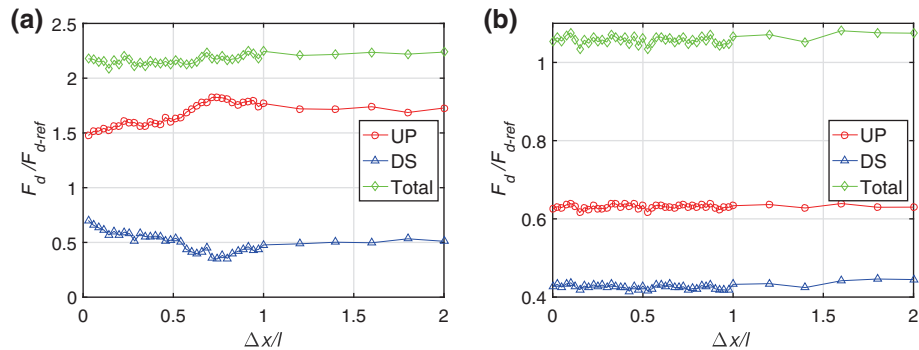 (a)
2.5
2
1.5
1
0.5
0
F_d/F_{d-ref}
UP
DS
Total
0 0.5 1 1.5 2
Δx/l
(b)
1
0.8
0.6
0.4
F_d/F_{d-ref}
UP
DS
Total
0 0.5 1 1.5 2
Δx/l